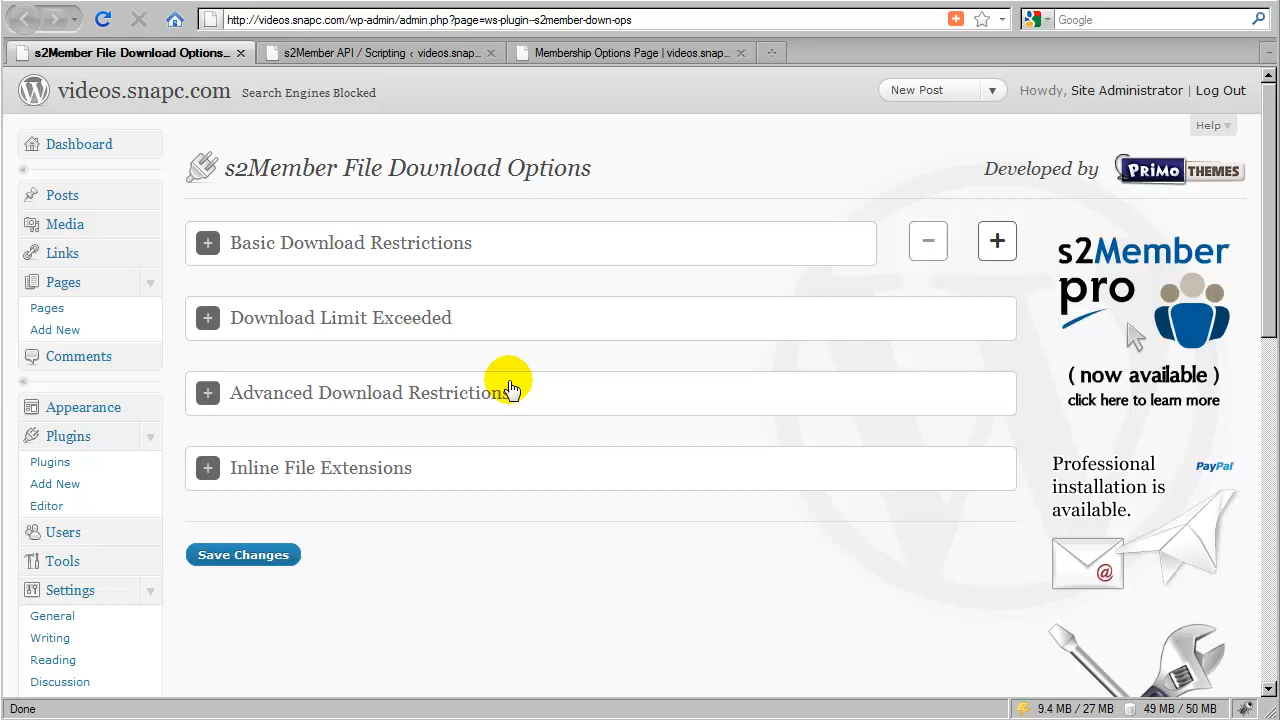 http://videos.snapc.com/wp-admin/admin.php?page=ws-plugin--s2member-down-ops
Google
s2Member File Download Options...
s2Member API / Scripting ‹ videos.snap...
Membership Options Page | videos.snap...
videos.snapc.com
Search Engines Blocked
New Post
Howdy, Site Administrator | Log Out
Help
Dashboard
Posts
Media
Links
Pages
Pages
Add New
Comments
Appearance
Plugins
Plugins
Add New
Editor
Users
Tools
Settings
General
Writing
Reading
Discussion
s2Member File Download Options
Developed by
PRiMO THEMES
Basic Download Restrictions
Download Limit Exceeded
Advanced Download Restrictions
Inline File Extensions
Save Changes
s2Member
pro
( now available )
click here to learn more
Professional
installation is
available.
PayPal
@
Done
9.4 MB / 27 MB
49 MB / 50 MB